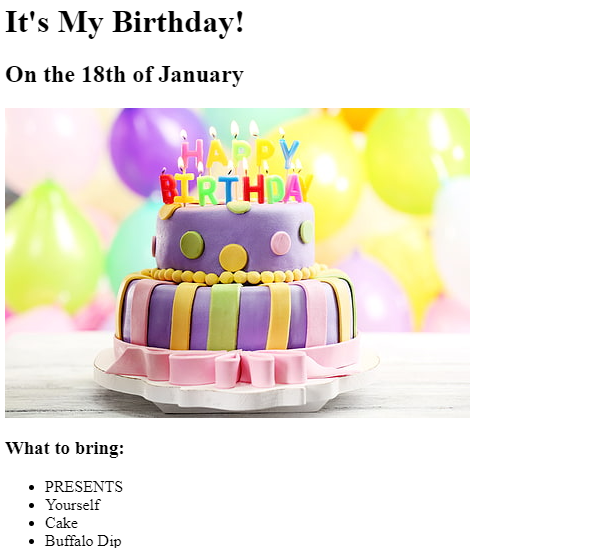 It's My Birthday!
On the 18th of January
HAPPY
BIRTHDAY
What to bring:
PRESENTS
Yourself
Cake
Buffalo Dip